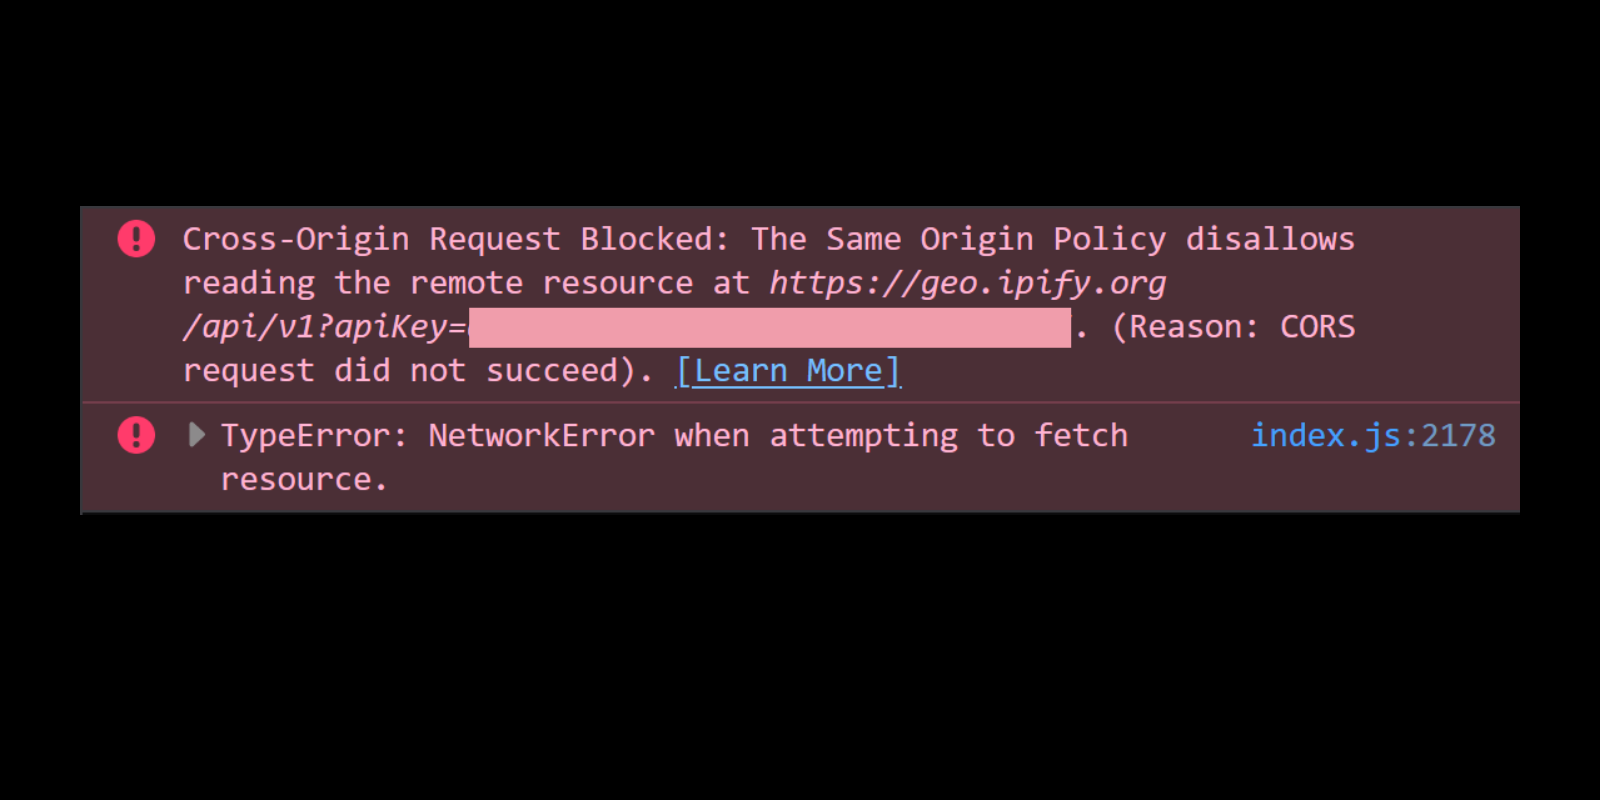 Cross-Origin Request Blocked: The Same Origin Policy disallows
reading the remote resource at https://geo.ipify.org
/api/v1?apiKey= . (Reason: CORS
request did not succeed). [Learn More]
TypeError: NetworkError when attempting to fetch index.js:2178
resource.